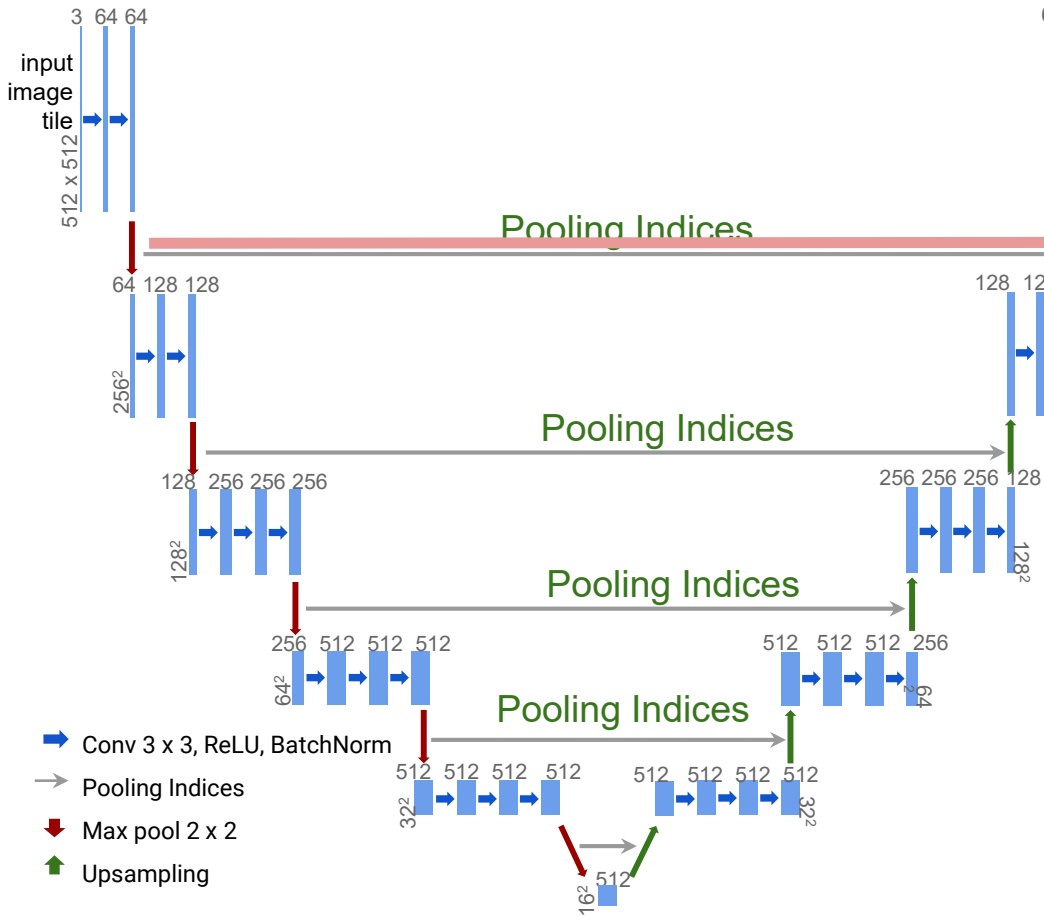 3 64 64
input
image
tile
512 x 512
Pooling Indices
64 128 128
256²
128
Pooling Indices
128 256 256 256
128²
256 256 256 128
128²
Pooling Indices
256 512 512 512
64²
512 512 512 256
64²
Pooling Indices
512 512 512 512
32²
512 512 512 512
32²
512
16²
Conv 3 x 3, ReLU, BatchNorm
Pooling Indices
Max pool 2 x 2
Upsampling